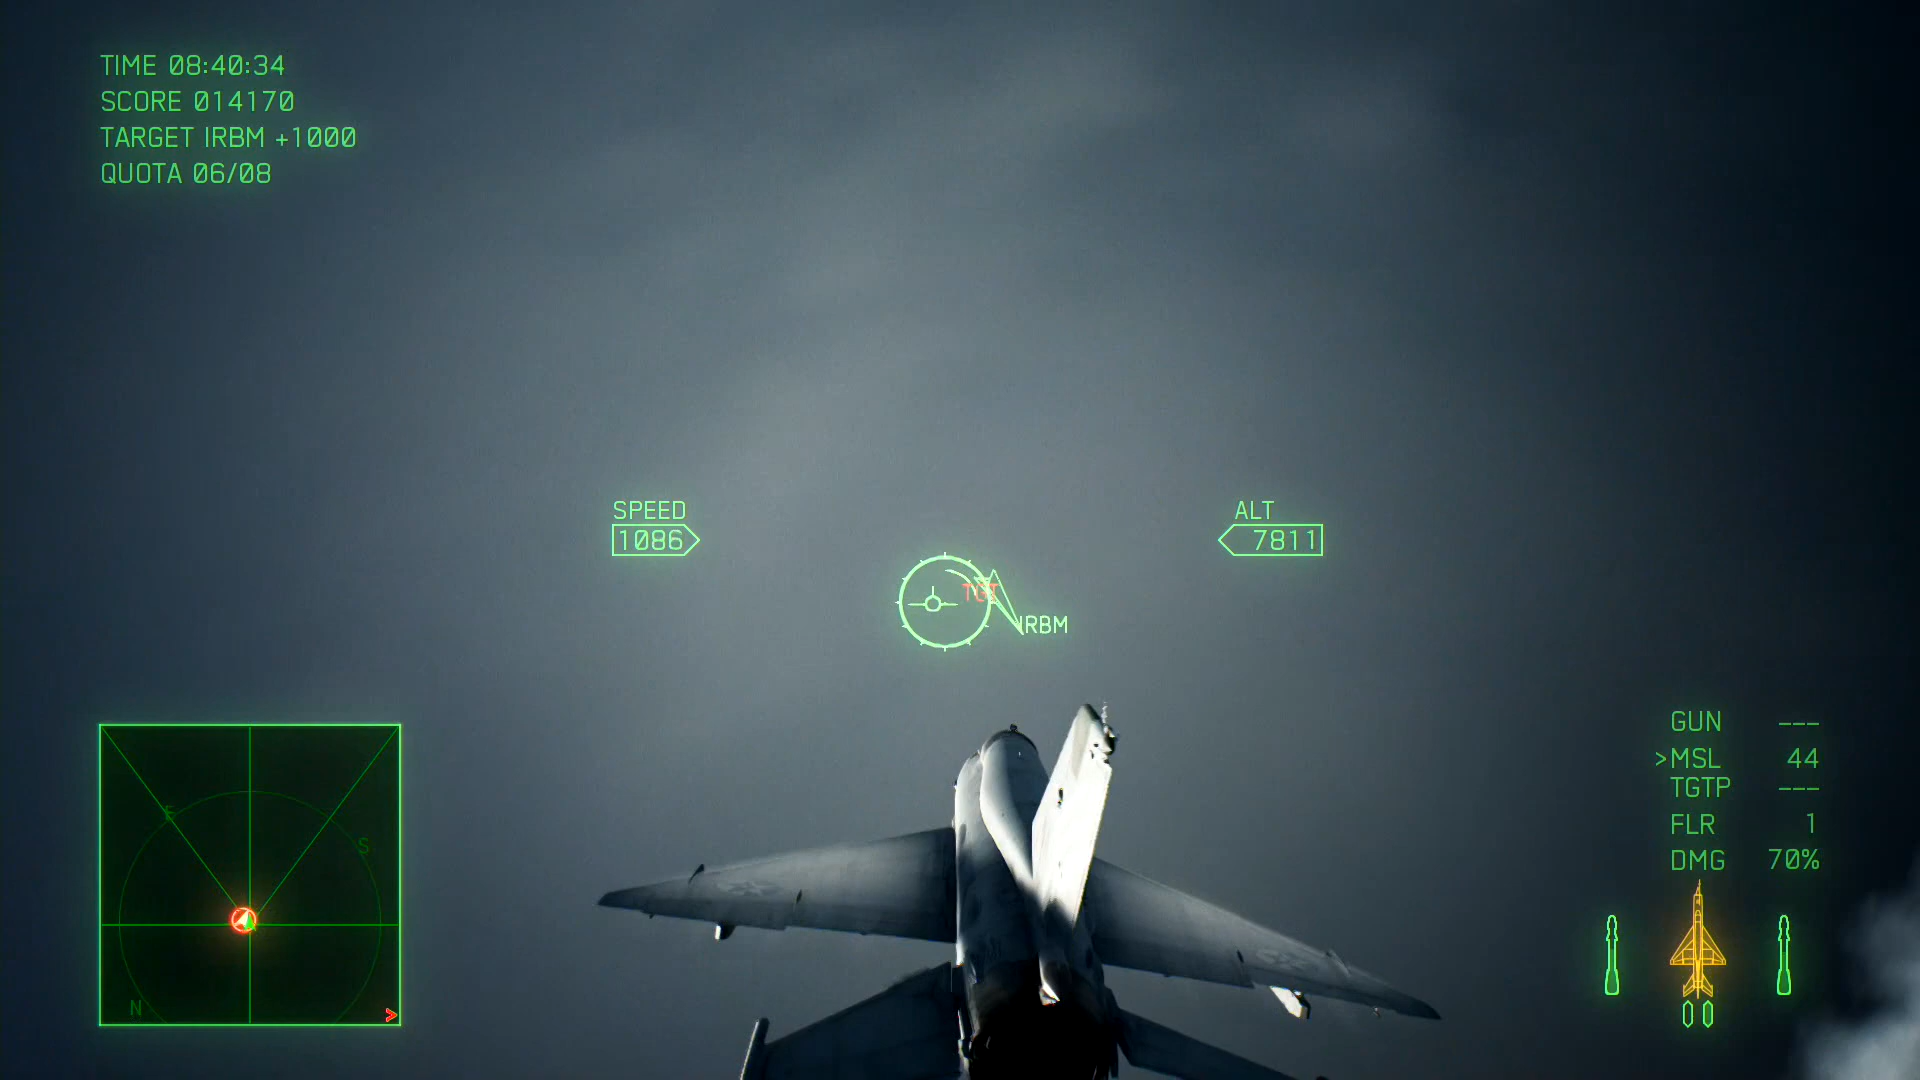 TIME 08:40:34
SCORE 014170
TARGET IRBM +1000
QUOTA 06/08
SPEED
1086
ALT
7811
TGT
IRBM
GUN ---
>MSL 44
TGTP ---
FLR 1
DMG 70%
E
S
N
>